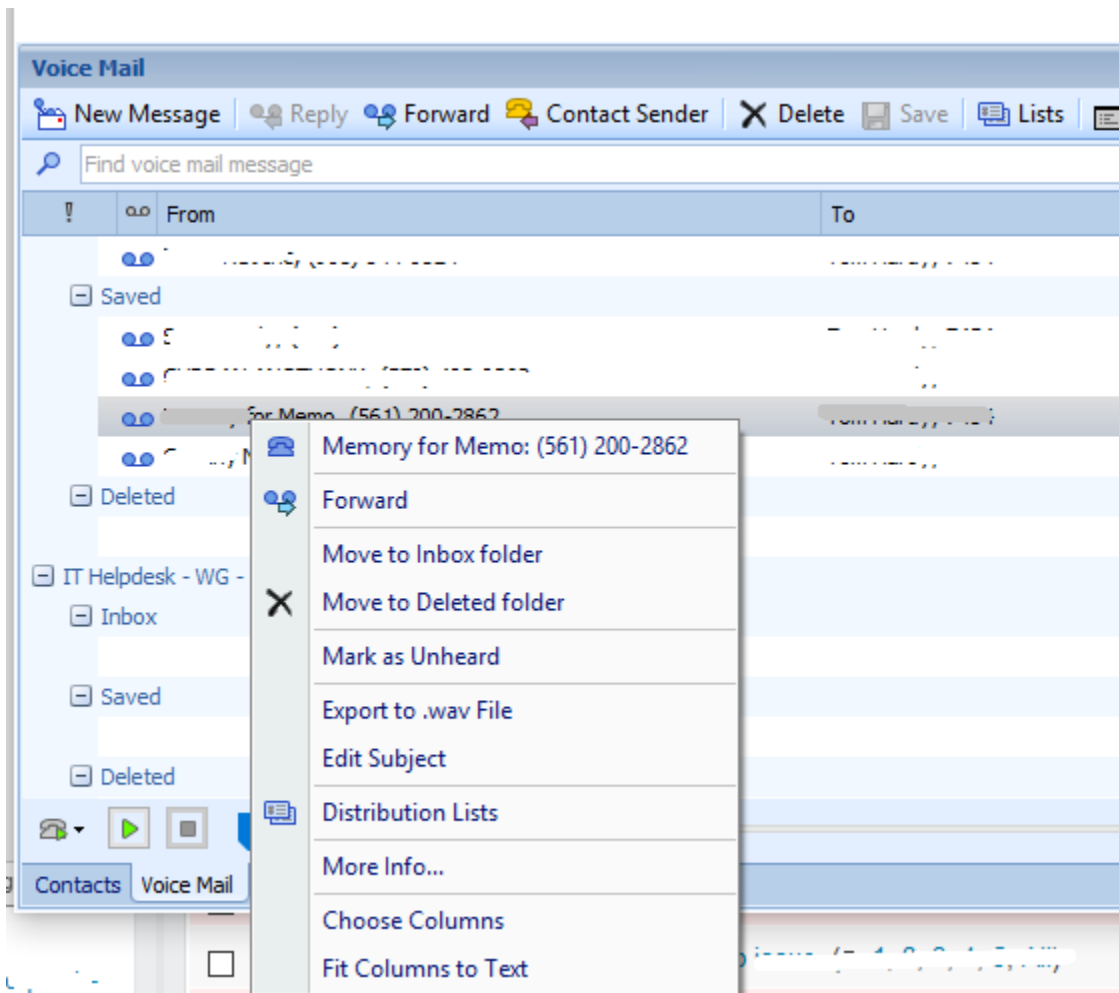 Voice Mail
New Message Reply Forward Contact Sender Delete Save Lists
Find voice mail message
! From To
Saved
for Memo (561) 200-2862
Memory for Memo: (561) 200-2862
Forward
Deleted
Move to Inbox folder
IT Helpdesk - WG -
Move to Deleted folder
Inbox
Mark as Unheard
Saved
Export to .wav File
Edit Subject
Deleted
Distribution Lists
More Info...
Contacts Voice Mail
Choose Columns
Fit Columns to Text